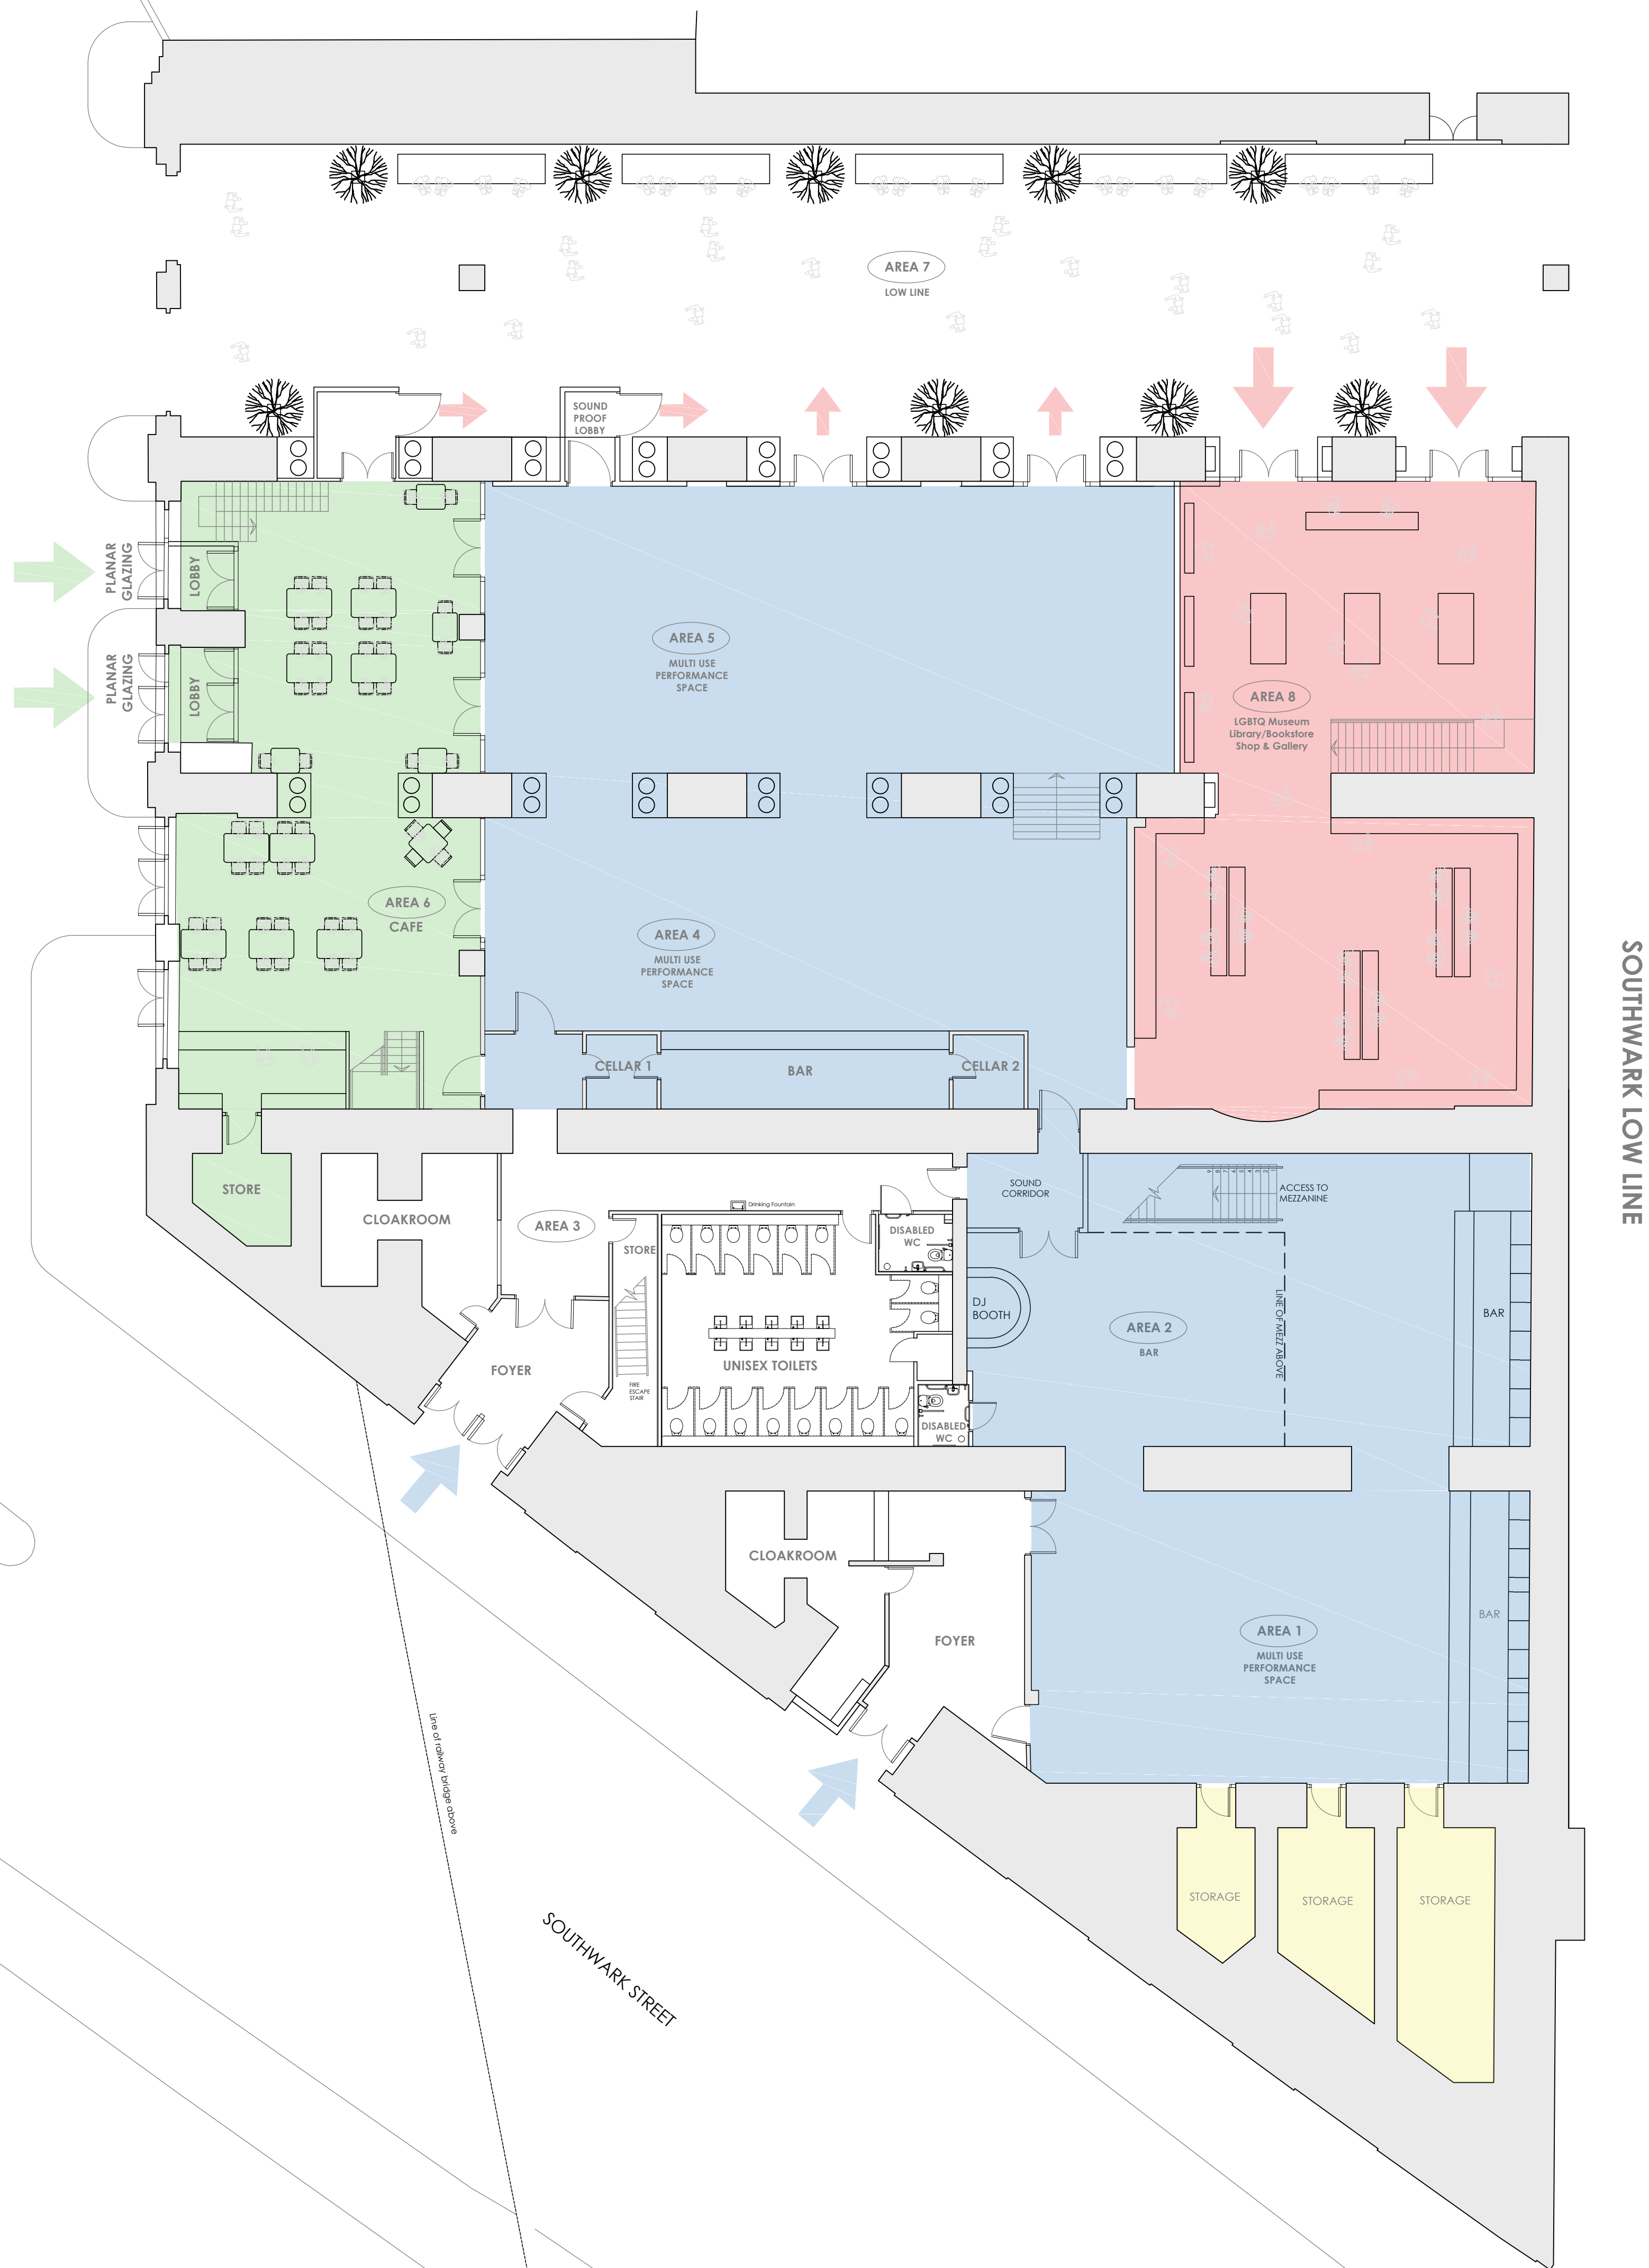 AREA 7
LOW LINE
SOUND
PROOF
LOBBY
PLANAR
GLAZING
LOBBY
PLANAR
GLAZING
LOBBY
AREA 5
MULTI USE
PERFORMANCE
SPACE
AREA 8
LGBTQ Museum
Library/Bookstore
Shop & Gallery
AREA 6
CAFE
AREA 4
MULTI USE
PERFORMANCE
SPACE
SOUTHWARK LOW LINE
CELLAR 1
BAR
CELLAR 2
STORE
CLOAKROOM
AREA 3
Drinking Fountain
STORE
DISABLED
WC
SOUND
CORRIDOR
ACCESS TO
MEZZANINE
DJ
BOOTH
AREA 2
BAR
LINE OF MEZZ ABOVE
BAR
FOYER
FIRE
ESCAPE
STAIR
UNISEX TOILETS
DISABLED
WC
CLOAKROOM
FOYER
AREA 1
MULTI USE
PERFORMANCE
SPACE
BAR
Line of railway bridge above
STORAGE
STORAGE
STORAGE
SOUTHWARK STREET